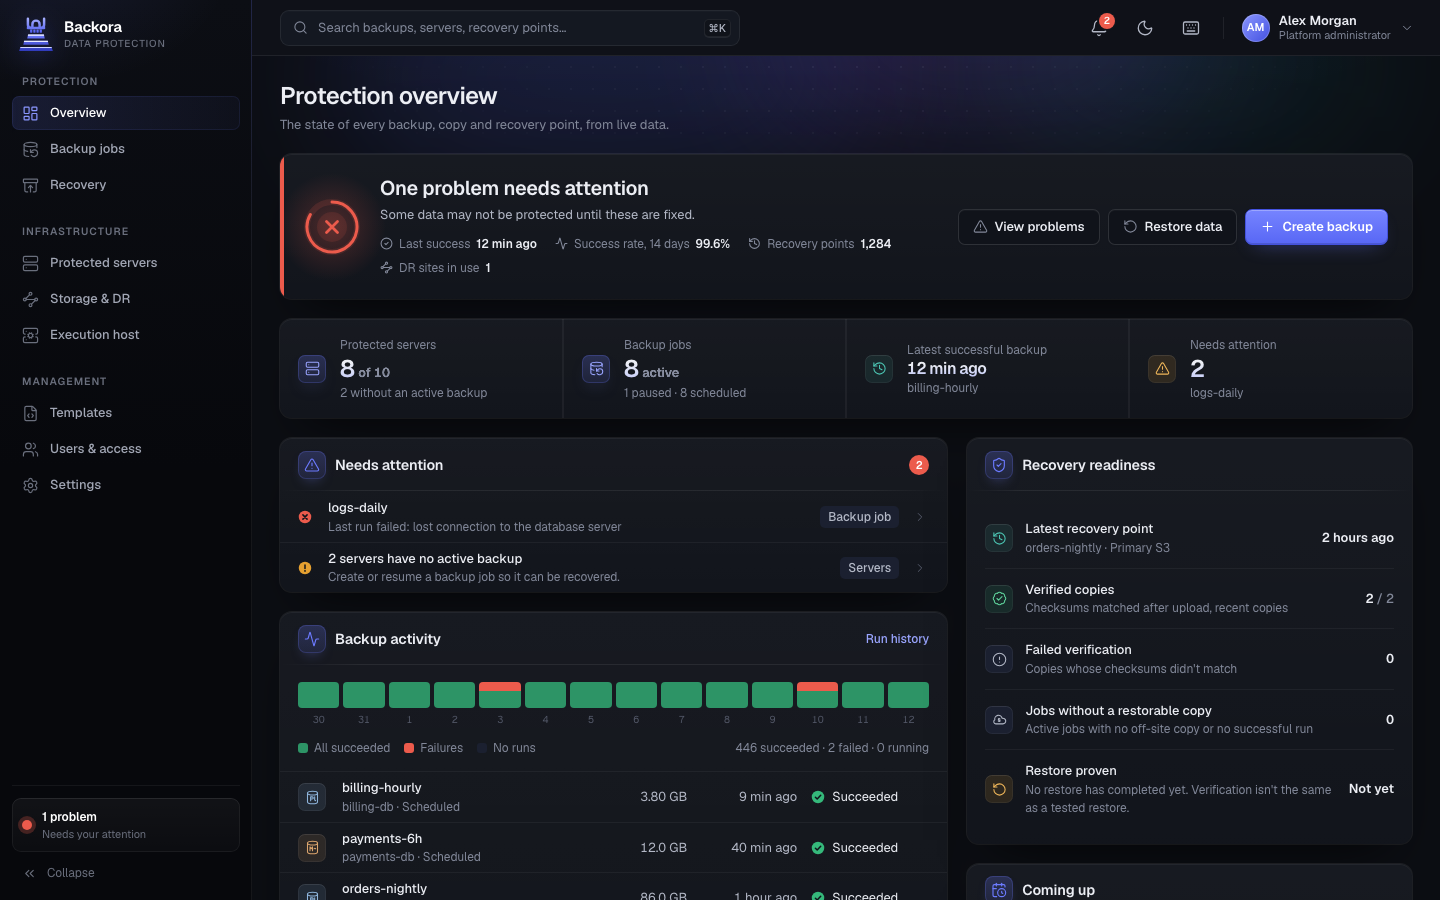 Backora
DATA PROTECTION
PROTECTION
Overview
Backup jobs
Recovery
INFRASTRUCTURE
Protected servers
Storage & DR
Execution host
MANAGEMENT
Templates
Users & access
Settings
1 problem
Needs your attention
Collapse
Search backups, servers, recovery points...
⌘K
2
AM
Alex Morgan
Platform administrator
Protection overview
The state of every backup, copy and recovery point, from live data.
One problem needs attention
Some data may not be protected until these are fixed.
Last success 12 min ago Success rate, 14 days 99.6% Recovery points 1,284
DR sites in use 1
View problems
Restore data
Create backup
Protected servers
8 of 10
2 without an active backup
Backup jobs
8 active
1 paused · 8 scheduled
Latest successful backup
12 min ago
billing-hourly
Needs attention
2
logs-daily
Needs attention
2
logs-daily
Last run failed: lost connection to the database server
Backup job
2 servers have no active backup
Create or resume a backup job so it can be recovered.
Servers
Backup activity
Run history
30 31 1 2 3 4 5 6 7 8 9 10 11 12
All succeeded Failures No runs
446 succeeded · 2 failed · 0 running
billing-hourly
billing-db · Scheduled
3.80 GB 9 min ago Succeeded
payments-6h
payments-db · Scheduled
12.0 GB 40 min ago Succeeded
orders-nightly
86.0 GB 1 hour ago Succeeded
Recovery readiness
Latest recovery point
orders-nightly · Primary S3
2 hours ago
Verified copies
Checksums matched after upload, recent copies
2 / 2
Failed verification
Copies whose checksums didn't match
0
Jobs without a restorable copy
Active jobs with no off-site copy or no successful run
0
Restore proven
No restore has completed yet. Verification isn't the same
as a tested restore.
Not yet
Coming up